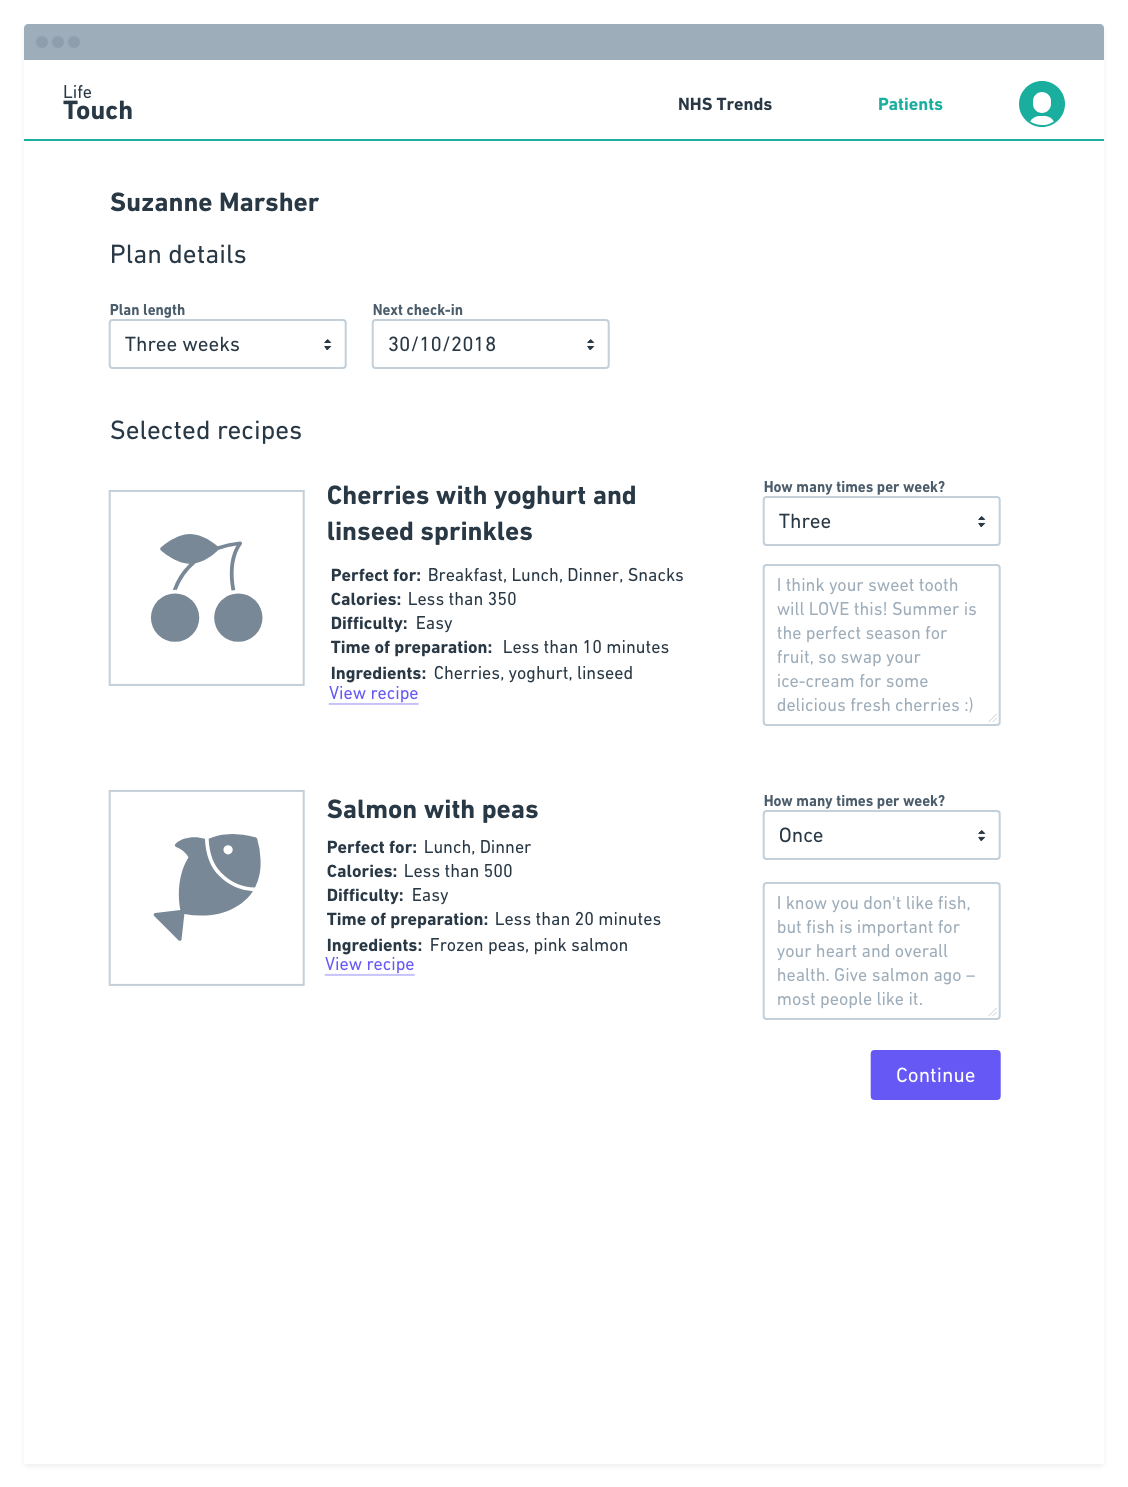 Life
Touch
NHS Trends
Patients
Suzanne Marsher
Plan details
Plan length
Next check-in
Three weeks
30/10/2018
Selected recipes
Cherries with yoghurt and
linseed sprinkles
Perfect for: Breakfast, Lunch, Dinner, Snacks
Calories: Less than 350
Difficulty: Easy
Time of preparation: Less than 10 minutes
Ingredients: Cherries, yoghurt, linseed
View recipe
How many times per week?
Three
I think your sweet tooth
will LOVE this! Summer is
the perfect season for
fruit, so swap your
ice-cream for some
delicious fresh cherries :)
Salmon with peas
Perfect for: Lunch, Dinner
Calories: Less than 500
Difficulty: Easy
Time of preparation: Less than 20 minutes
Ingredients: Frozen peas, pink salmon
View recipe
How many times per week?
Once
I know you don't like fish,
but fish is important for
your heart and overall
health. Give salmon ago –
most people like it.
Continue